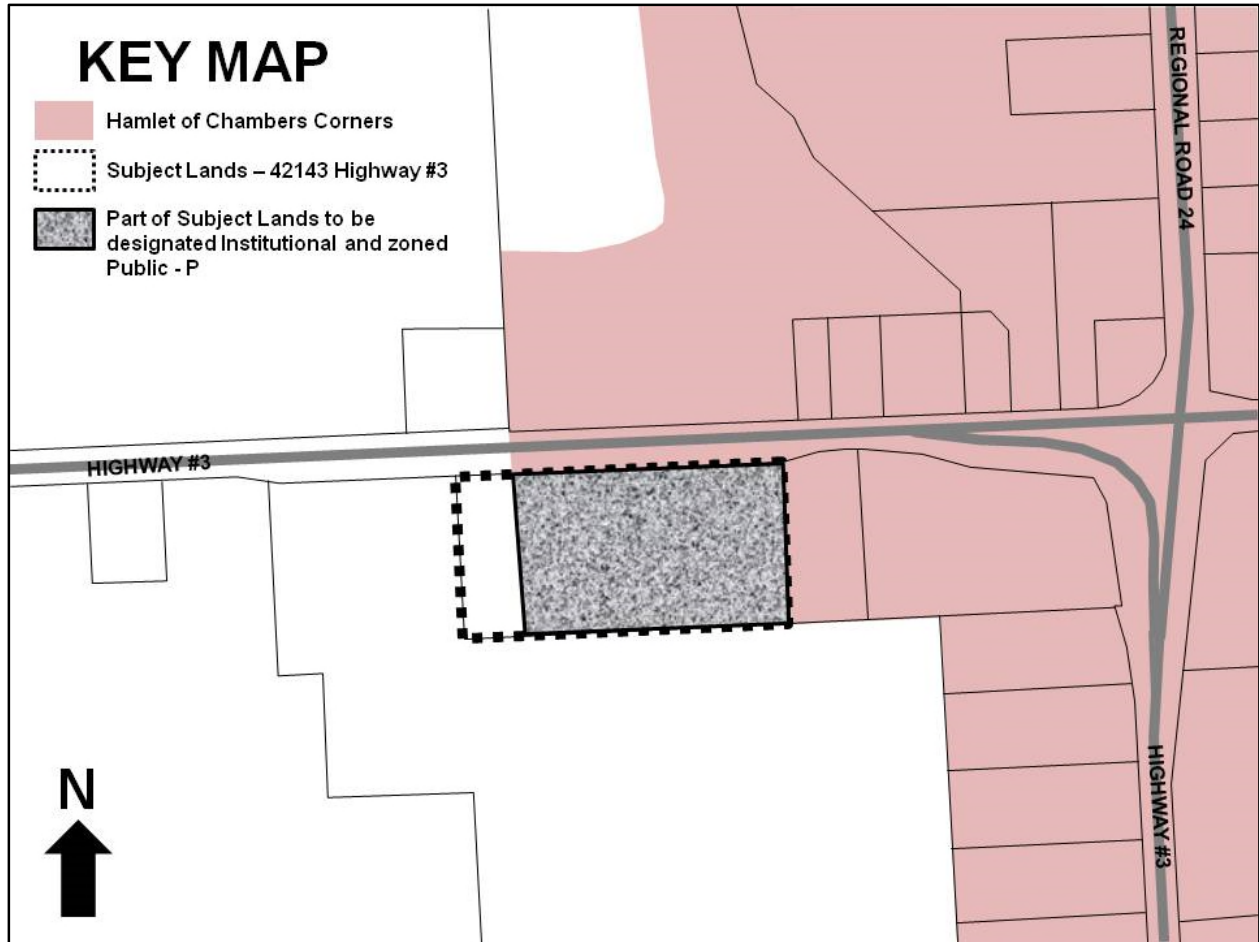 KEY MAP
Hamlet of Chambers Corners
Subject Lands – 42143 Highway #3
Part of Subject Lands to be
designated Institutional and zoned
Public - P
REGIONAL ROAD 24
HIGHWAY #3
N
HIGHWAY #3